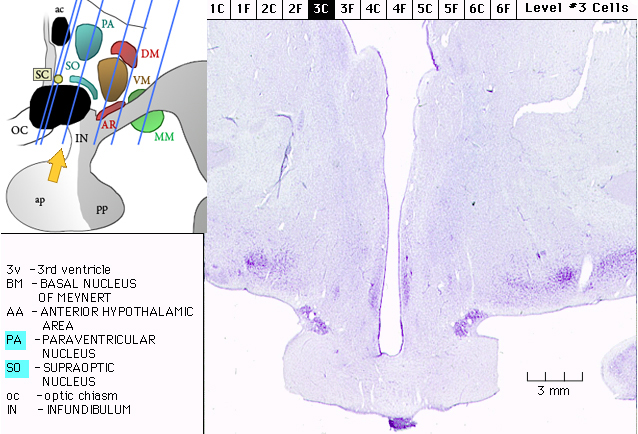 1C 1F 2C 2F 3C 3F 4C 4F 5C 5F 6C 6F Level #3 Cells
ac
PA
DM
SO
SC
VM
OC
IN
AR
MM
ap
pp
3v - 3rd ventricle
BM - BASAL NUCLEUS
OF MEYNERT
AA - ANTERIOR HYPOTHALAMIC
AREA
PA - PARAVENTRICULAR
NUCLEUS
SO - SUPRAOPTIC
NUCLEUS
oc - optic chiasm
IN - INFUNDIBULUM
3 mm